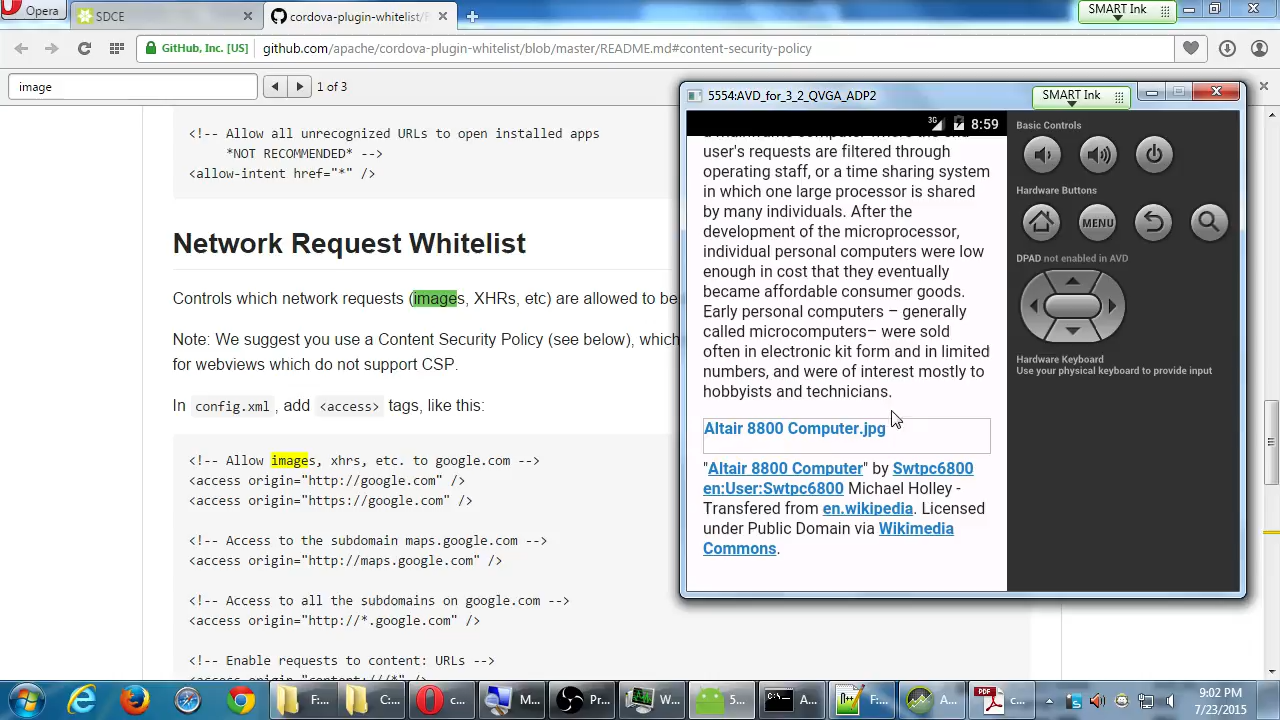 Opera
SDCE
cordova-plugin-whitelist/
SMART Ink
GitHub, Inc. [US]
github.com/apache/cordova-plugin-whitelist/blob/master/README.md#content-security-policy
image
1 of 3
<!-- Allow all unrecognized URLs to open installed apps
*NOT RECOMMENDED* -->
<allow-intent href="*" />
Network Request Whitelist
Controls which network requests (images, XHRs, etc) are allowed to be
Note: We suggest you use a Content Security Policy (see below), which
for webviews which do not support CSP.
In config.xml , add <access> tags, like this:
<!-- Allow images, xhrs, etc. to google.com -->
<access origin="http://google.com" />
<access origin="https://google.com" />
<!-- Access to the subdomain maps.google.com -->
<access origin="http://maps.google.com" />
<!-- Access to all the subdomains on google.com -->
<access origin="http://*.google.com" />
<!-- Enable requests to content: URLs -->
<access origin="content:///*" />
5554:AVD_for_3_2_QVGA_ADP2
SMART Ink
3G
8:59
a mainframe computer where the end
user's requests are filtered through
operating staff, or a time sharing system
in which one large processor is shared
by many individuals. After the
development of the microprocessor,
individual personal computers were low
enough in cost that they eventually
became affordable consumer goods.
Early personal computers – generally
called microcomputers– were sold
often in electronic kit form and in limited
numbers, and were of interest mostly to
hobbyists and technicians.
Altair 8800 Computer.jpg
"Altair 8800 Computer" by Swtpc6800
en:User:Swtpc6800 Michael Holley -
Transfered from en.wikipedia. Licensed
under Public Domain via Wikimedia
Commons.
Basic Controls
Hardware Buttons
MENU
DPAD not enabled in AVD
Hardware Keyboard
Use your physical keyboard to provide input
F:...
C:...
c...
M...
Pr...
W...
5...
A...
F:...
A...
PDF
c...
9:02 PM
7/23/2015